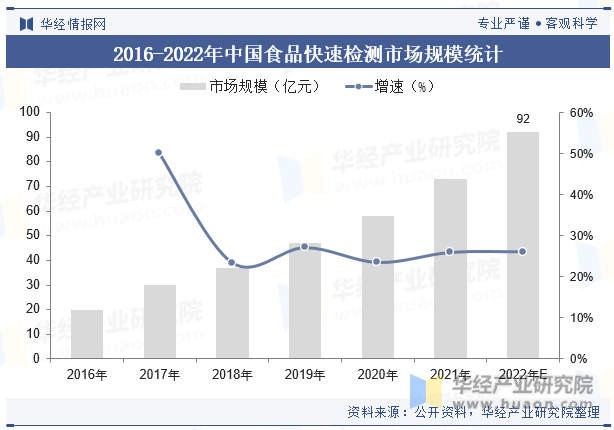 华经情报网
专业严谨 ● 客观科学
2016-2022年中国食品快速检测市场规模统计
市场规模（亿元） 增速（%）
100 60%
90 92
80 50%
70 40%
60
50 30%
40
30 20%
20
10 10%
0 0%
2016年 2017年 2018年 2019年 2020年 2021年 2022年E
华经产业研究院
www.huaon.com
资料来源：公开资料，华经产业研究院整理